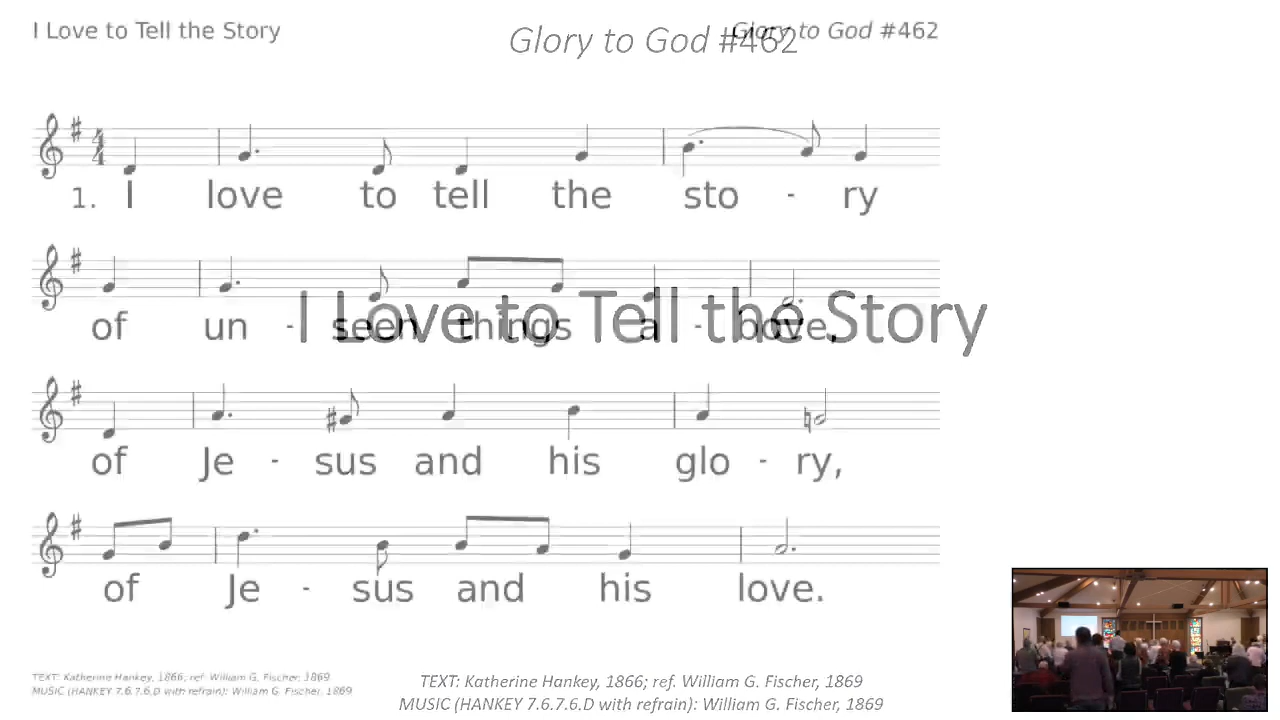 I Love to Tell the Story
Glory to God #462
Glory to God #462
1. I love to tell the sto - ry
of un - seen things a - bove,
I Love to Tell the Story
of Je - sus and his glo - ry,
of Je - sus and his love.
TEXT: Katherine Hankey, 1866; ref. William G. Fischer, 1869
MUSIC (HANKEY 7.6.7.6.D with refrain): William G. Fischer, 1869
TEXT: Katherine Hankey, 1866; ref. William G. Fischer, 1869
MUSIC (HANKEY 7.6.7.6.D with refrain): William G. Fischer, 1869